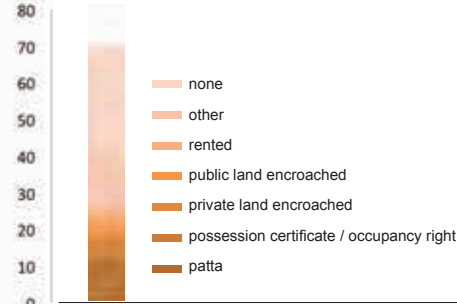 80
70
60
50
40
30
20
10
0
none
other
rented
public land encroached
private land encroached
possession certificate / occupancy right
patta